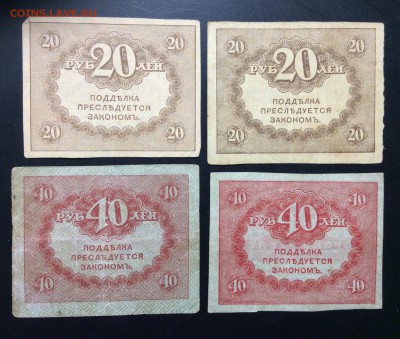 COINS.LAVE.RU
20 20
РУБ 20 ЛЕЙ
ПОДДѢЛКА
ПРЕСЛѢДУЕТСЯ
ЗАКОНОМЪ.
20 20
20 20
РУБ 20 ЛЕЙ
ПОДДѢЛКА
ПРЕСЛѢДУЕТСЯ
ЗАКОНОМЪ.
20 20
40 40
РУБ 40 ЛЕЙ
ПОДДѢЛКА
ПРЕСЛѢДУЕТСЯ
ЗАКОНОМЪ.
40 40
40 40
РУБ 40 ЛЕЙ
ПОДДѢЛКА
ПРЕСЛѢДУЕТСЯ
ЗАКОНОМЪ.
40 40